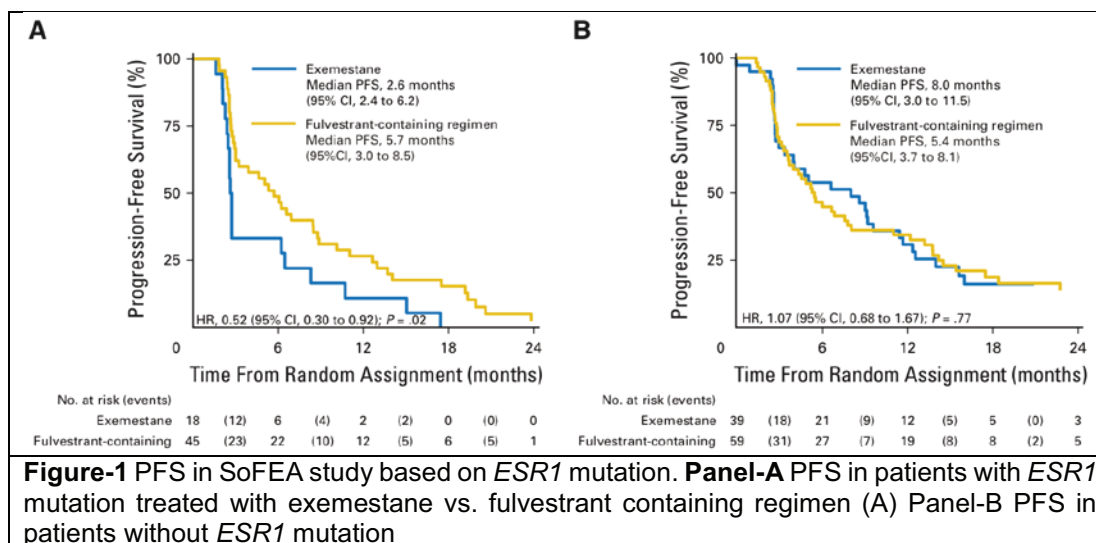 A
Progression-Free Survival (%)
100
75
50
25
Exemestane
Median PFS, 2.6 months
(95% CI, 2.4 to 6.2)
Fulvestrant-containing regimen
Median PFS, 5.7 months
(95%CI, 3.0 to 8.5)
HR, 0.52 (95% CI, 0.30 to 0.92); P = .02
0 6 12 18 24
Time From Random Assignment (months)
No. at risk (events)
Exemestane 18 (12) 6 (4) 2 (2) 0 (0) 0
Fulvestrant-containing 45 (23) 22 (10) 12 (5) 6 (5) 1
B
Progression-Free Survival (%)
100
75
50
25
Exemestane
Median PFS, 8.0 months
(95% CI, 3.0 to 11.5)
Fulvestrant-containing regimen
Median PFS, 5.4 months
(95%CI, 3.7 to 8.1)
HR, 1.07 (95% CI, 0.68 to 1.67); P = .77
0 6 12 18 24
Time From Random Assignment (months)
No. at risk (events)
Exemestane 39 (18) 21 (9) 12 (5) 5 (0) 3
Fulvestrant-containing 59 (31) 27 (7) 19 (8) 8 (2) 5
Figure-1 PFS in SoFEA study based on ESR1 mutation. Panel-A PFS in patients with ESR1
mutation treated with exemestane vs. fulvestrant containing regimen (A) Panel-B PFS in
patients without ESR1 mutation